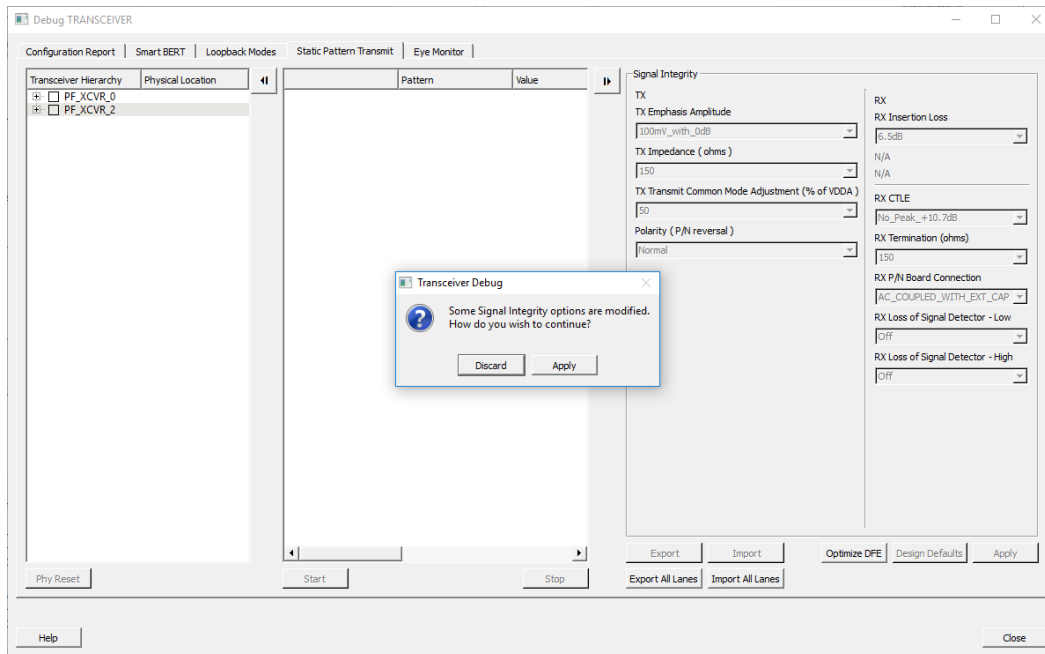 Debug TRANSCEIVER
Configuration Report
Smart BERT
Loopback Modes
Static Pattern Transmit
Eye Monitor
Transceiver Hierarchy
Physical Location
PF_XCVR_0
PF_XCVR_2
Phy Reset
Pattern
Value
Start
Stop
Signal Integrity
TX
TX Emphasis Amplitude
100mV_with_0dB
TX Impedance ( ohms )
150
TX Transmit Common Mode Adjustment (% of VDDA )
50
Polarity ( P/N reversal )
Normal
RX
RX Insertion Loss
6.5dB
N/A
N/A
RX CTLE
No_Peak_+10.7dB
RX Termination (ohms)
150
RX P/N Board Connection
AC_COUPLED_WITH_EXT_CAP
RX Loss of Signal Detector - Low
Off
RX Loss of Signal Detector - High
Off
Transceiver Debug
Some Signal Integrity options are modified.
How do you wish to continue?
Discard
Apply
Export
Import
Optimize DFE
Design Defaults
Apply
Export All Lanes
Import All Lanes
Help
Close